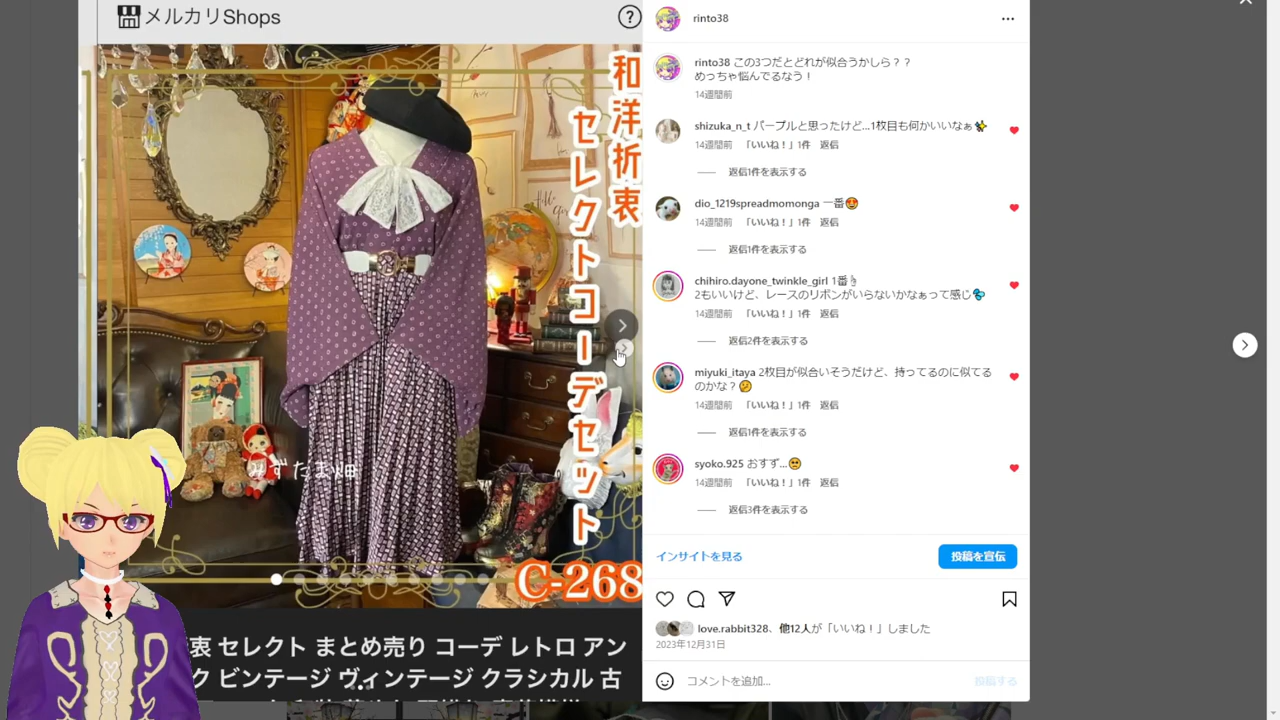 メルカリShops
?
和洋折衷
セレクトコーデセット
みずたま畑
C-268
衷 セレクト まとめ売り コーデ レトロ アン
ク ビンテージ ヴィンテージ クラシカル 古
rinto38
rinto38 この3つだとどれが似合うかしら？？
めっちゃ悩んでるなう！
14週間前
shizuka_n_t パープルと思ったけど…1枚目も何かいいなぁ✨
14週間前 「いいね！」1件 返信
返信1件を表示する
dio_1219spreadmomonga 一番😍
14週間前 「いいね！」1件 返信
返信1件を表示する
chihiro.dayone_twinkle_girl 1番☝
2もいいけど、レースのリボンがいらないかなぁって感じ🫧
14週間前 「いいね！」1件 返信
返信2件を表示する
miyuki_itaya 2枚目が似合いそうだけど、持ってるのに似てる
のかな？🫤
14週間前 「いいね！」1件 返信
返信1件を表示する
syoko.925 おすず…🥺
14週間前 「いいね！」1件 返信
返信3件を表示する
インサイトを見る
投稿を宣伝
love.rabbit328、他12人が「いいね！」しました
2023年12月31日
コメントを追加...
投稿する